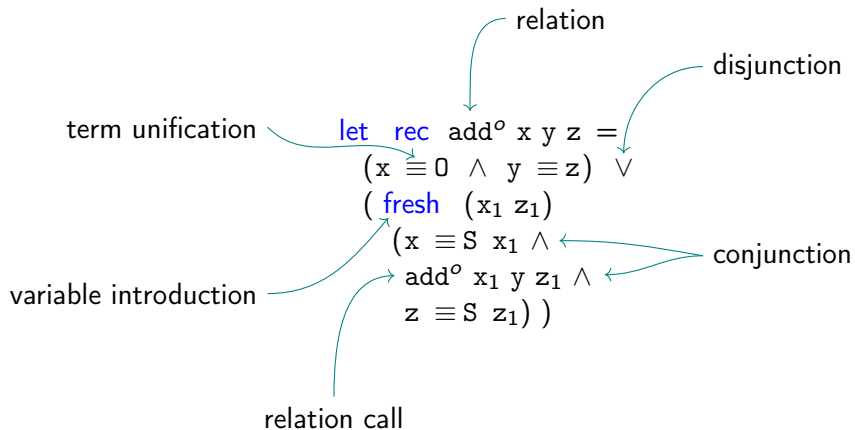 relation
disjunction
term unification
let rec addᵒ x y z =
(x ≡ O ∧ y ≡ z) ∨
( fresh (x₁ z₁)
(x ≡ S x₁ ∧
conjunction
addᵒ x₁ y z₁ ∧
variable introduction
z ≡ S z₁) )
relation call